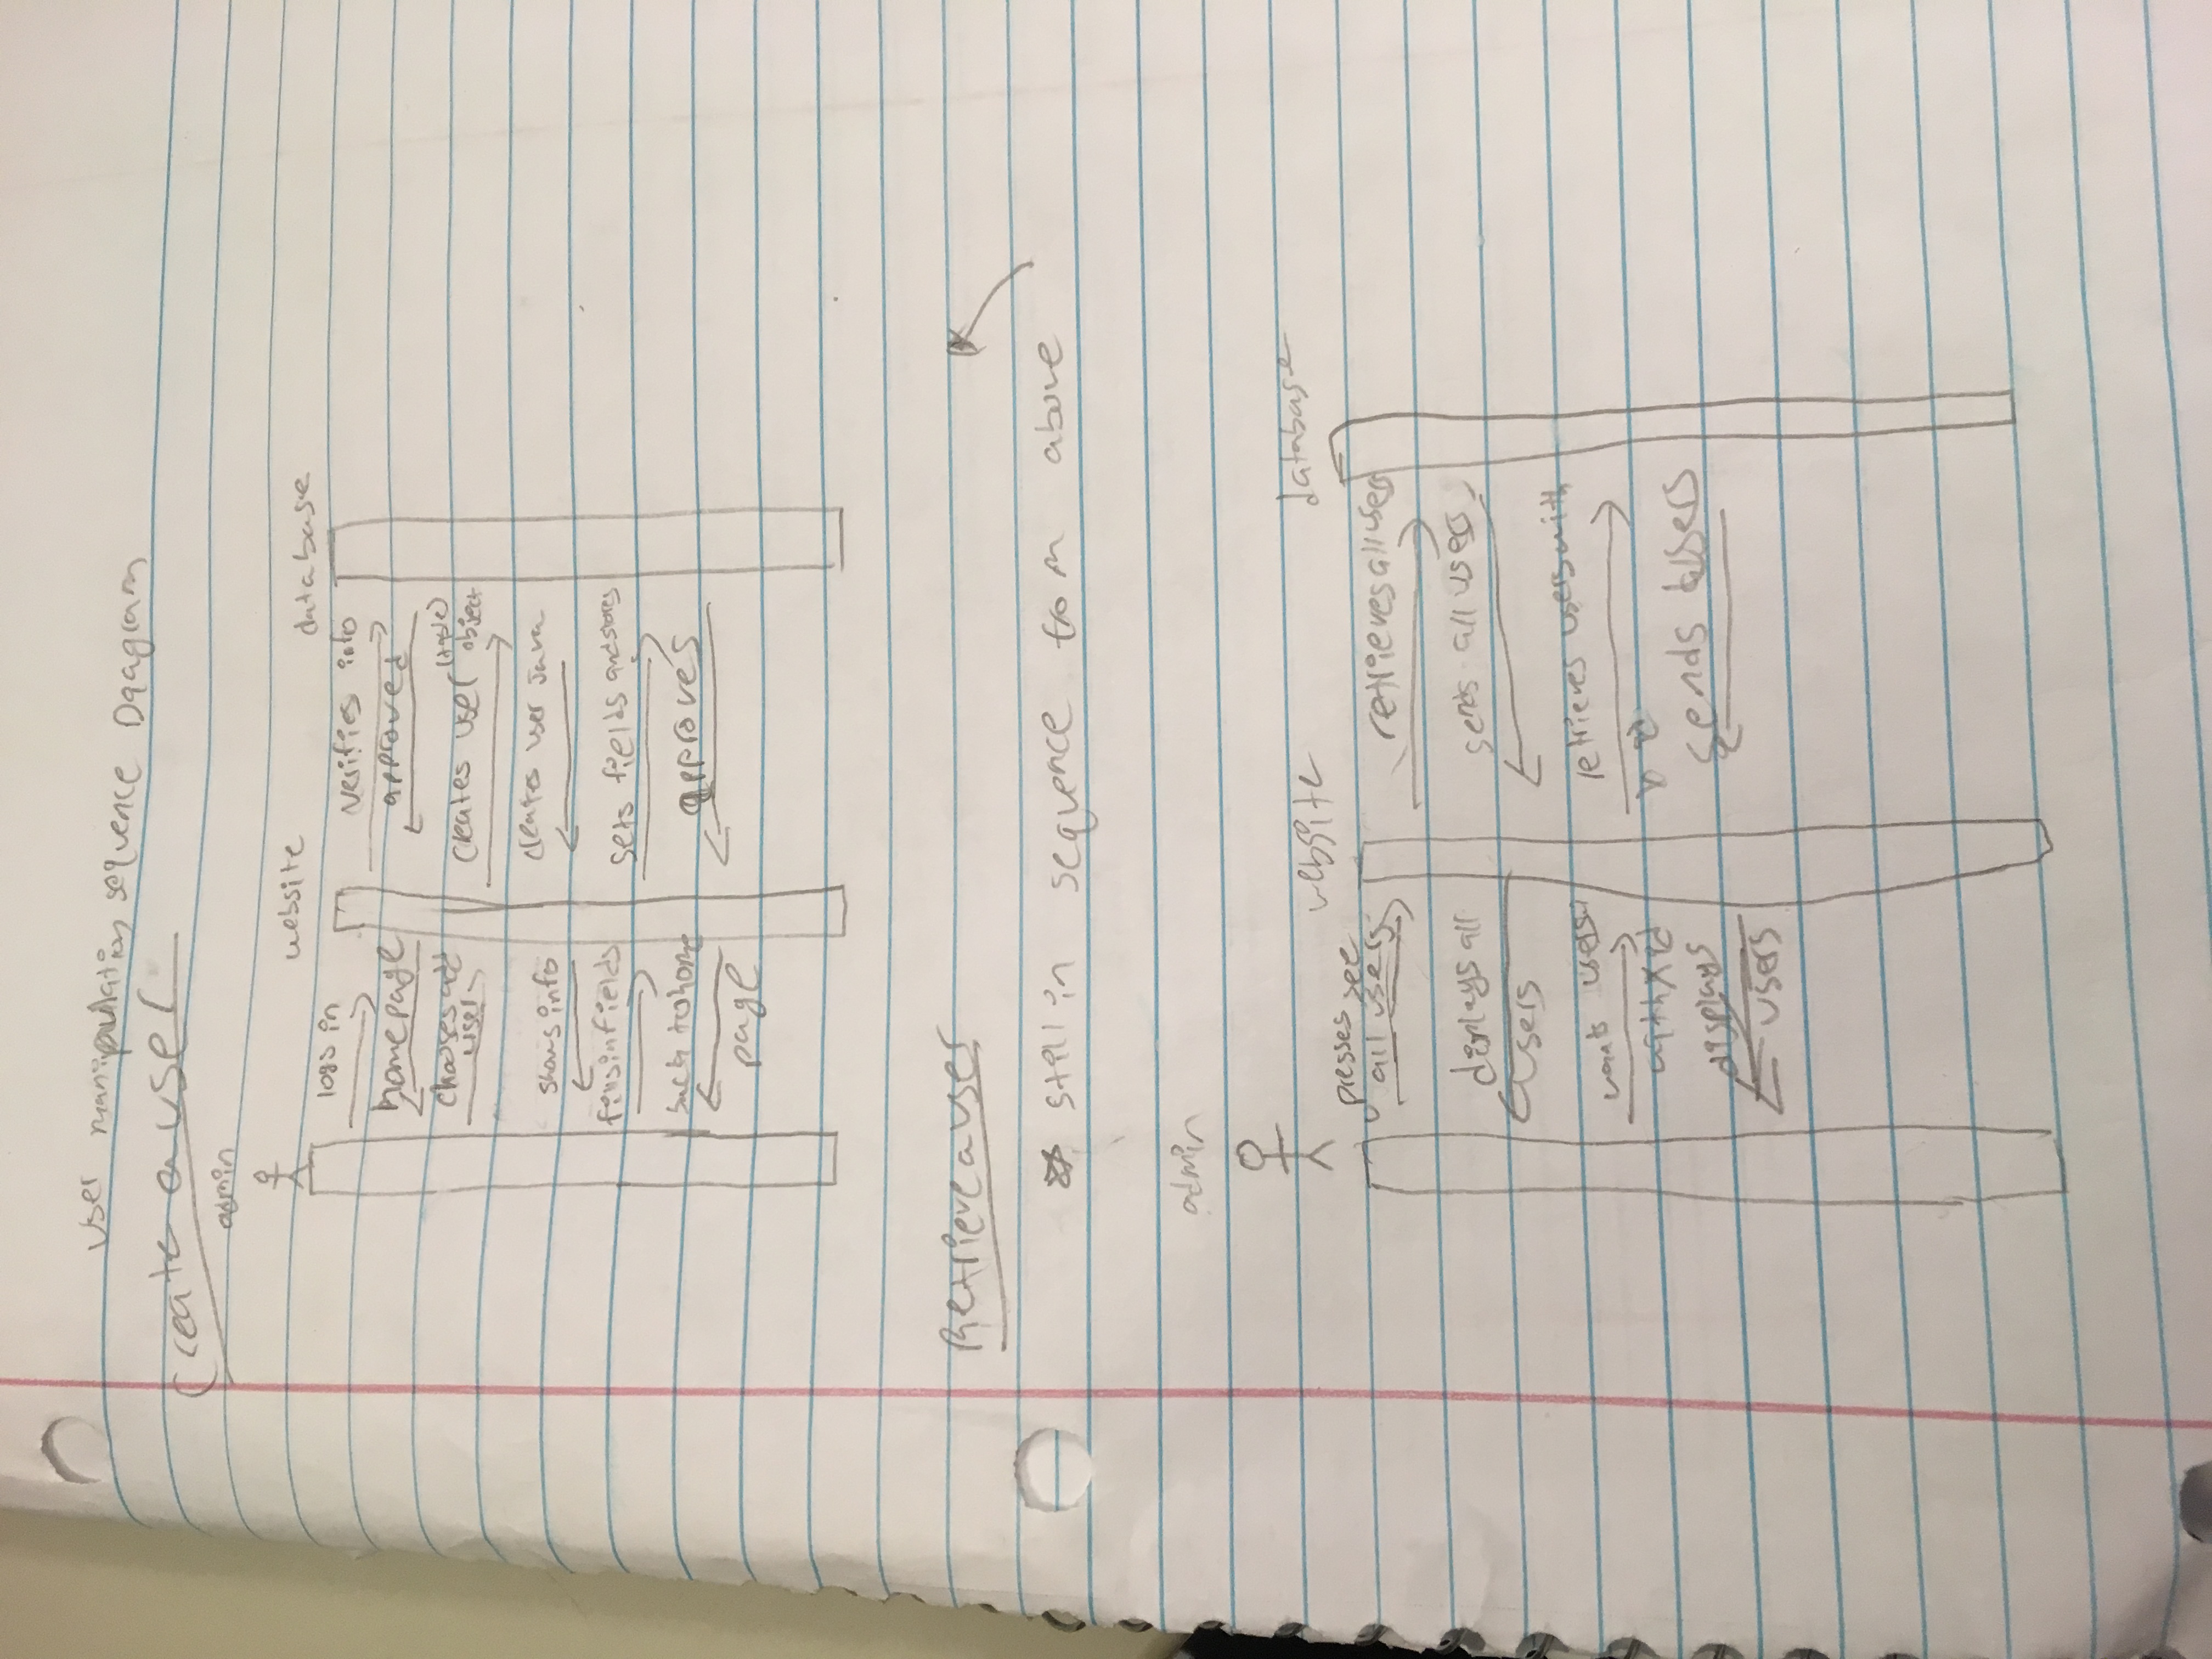 User manipulation sequence Dqagram
Create a user
admin
website
database
logs in
verifies info
homepage
approved
chooses add
user
creates user (table)
object
creates user java
shows info
fills in fields
sets fields and stores
back to home
page
approves
Retrieve a user
still in sequence from above
admin
website
database
presses see
all users
retrieves all users
displays all
users
sends all users
wants users
with id
retrieves users with
id
displays
users
sends users